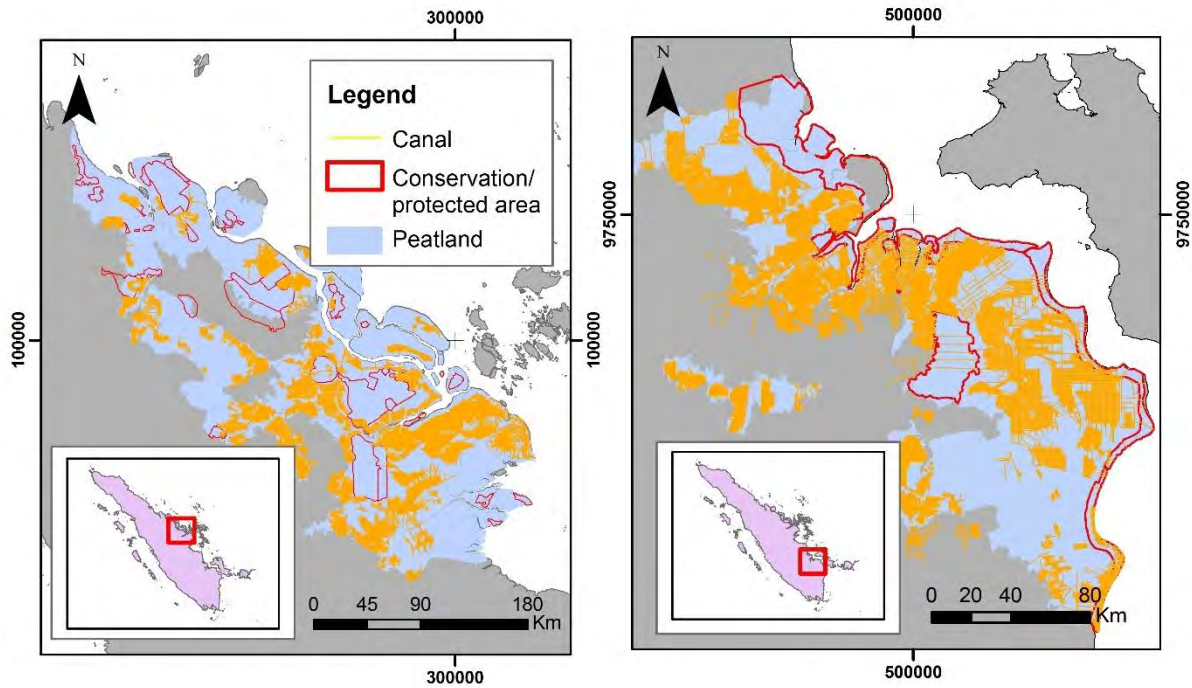 300000
N
Legend
Canal
Conservation/
protected area
Peatland
100000
100000
0 45 90 180
Km
300000
500000
N
9750000
9750000
0 20 40 80
Km
500000